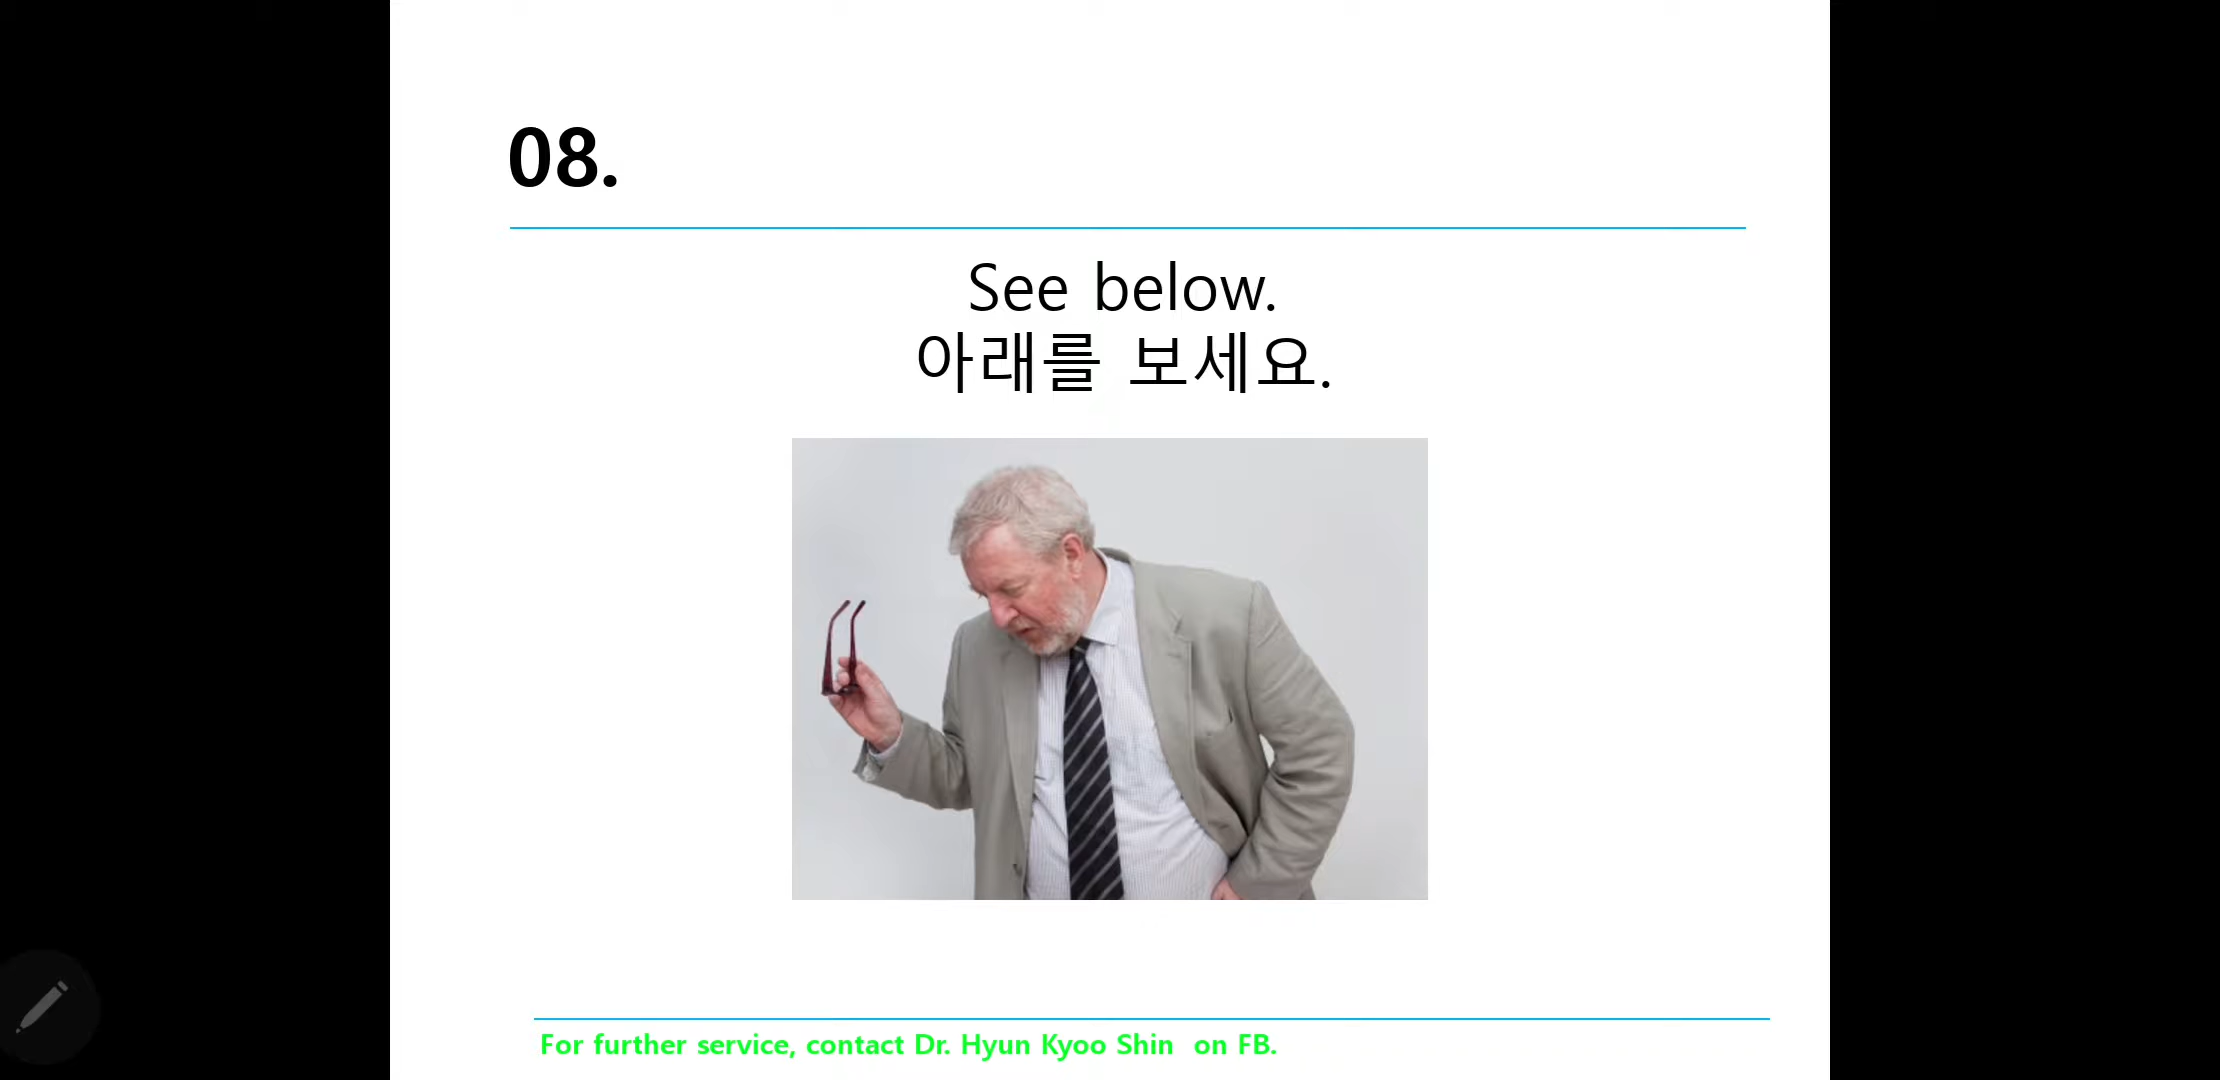 08.
See below.
아래를 보세요.
For further service, contact Dr. Hyun Kyoo Shin on FB.